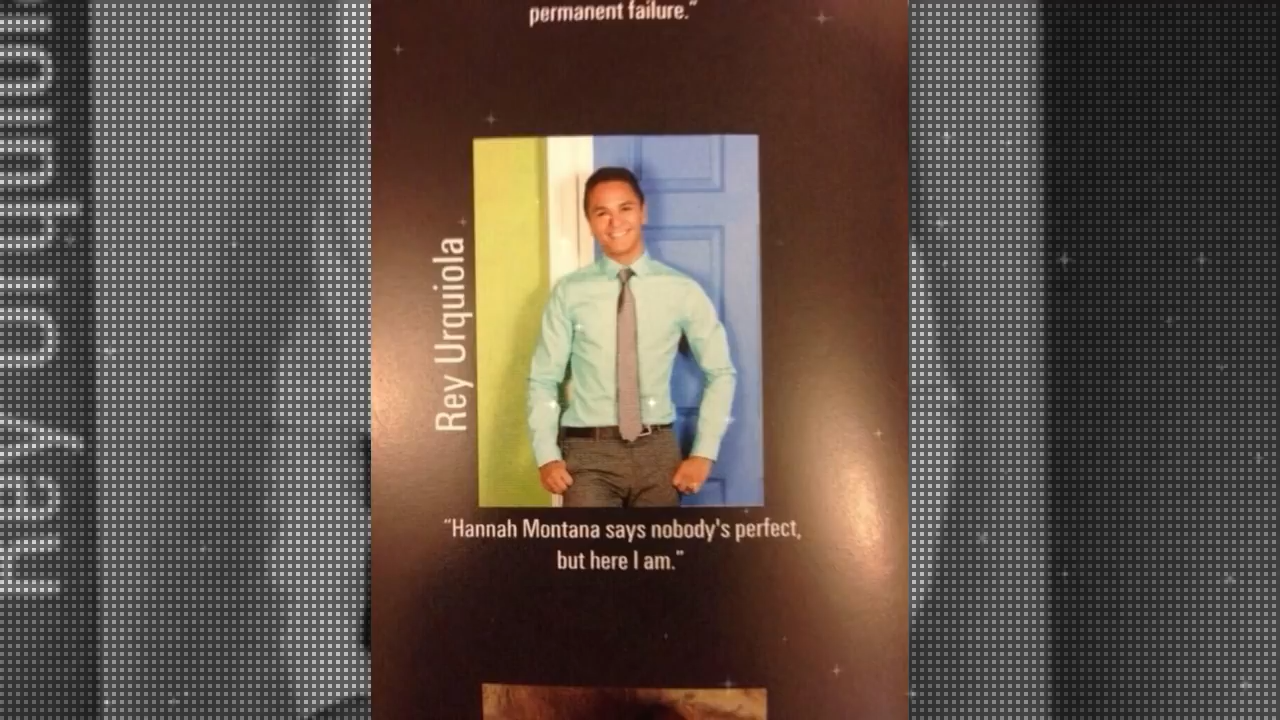 permanent failure."
Rey Urquiola
"Hannah Montana says nobody's perfect,
but here I am."